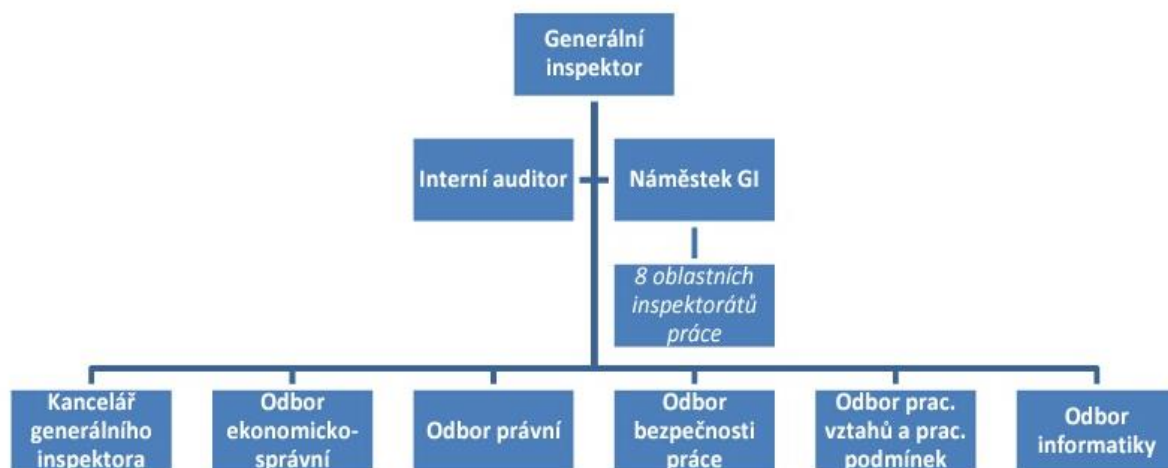 Generální
inspektor
Interní auditor
Náměstek GI
8 oblastních
inspektorátů
práce
Kancelář
generálního
inspektora
Odbor
ekonomicko-
správní
Odbor právní
Odbor
bezpečnosti
práce
Odbor prac.
vztahů a prac.
podmínek
Odbor
informatiky